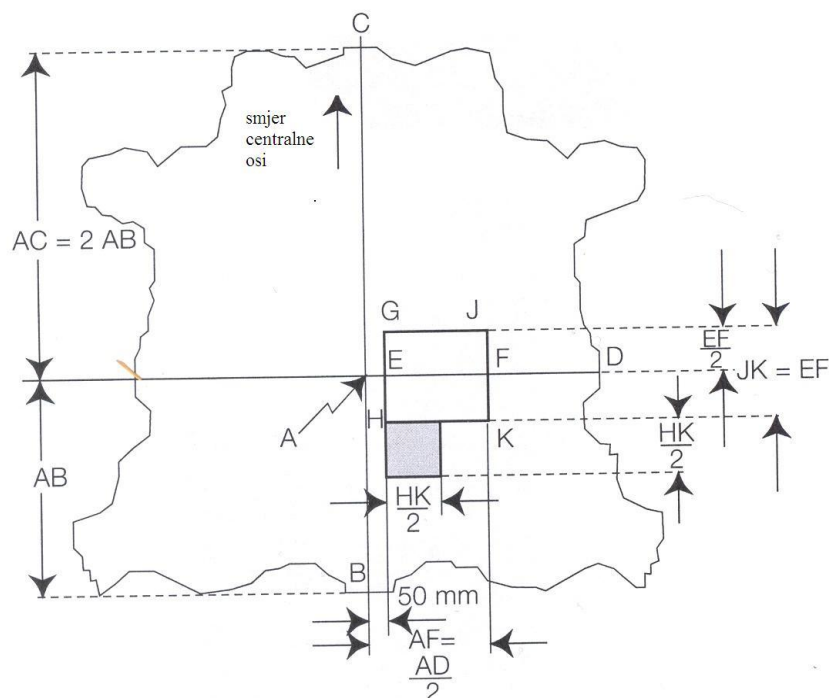 C
smjer
centralne
osi
AC = 2 AB
G J
E F D
EF
2
JK = EF
H
K
HK
2
A
AB
HK
2
B
50 mm
AF=
AD
2